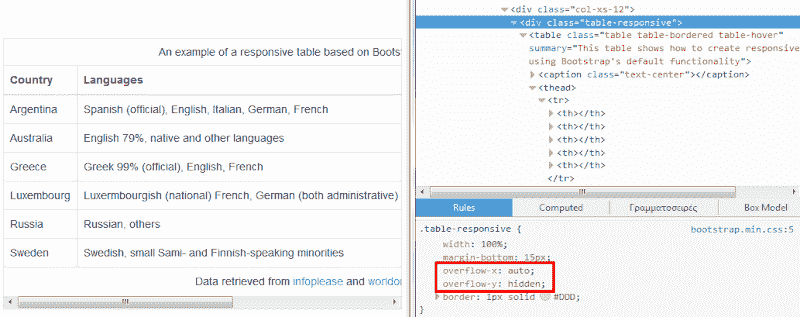 An example of a responsive table based on Boots
Country Languages
Argentina Spanish (official), English, Italian, German, French
Australia English 79%, native and other languages
Greece Greek 99% (official), English, French
Luxembourg Luxermbourgish (national) French, German (both administrative)
Russia Russian, others
Sweden Swedish, small Sami- and Finnish-speaking minorities
Data retrieved from infoplease and worldom
<div class="col-xs-12">
<div class="table-responsive">
<table class="table table-bordered table-hover"
summary="This table shows how to create responsive
using Bootstrap's default functionality">
<caption class="text-center"></caption>
<thead>
<tr>
<th></th>
<th></th>
<th></th>
<th></th>
<th></th>
</tr>
Rules Computed Γραμματοσειρές Box Model
.table-responsive { bootstrap.min.css:5
width: 100%;
margin-bottom: 15px;
overflow-x: auto;
overflow-y: hidden;
border: 1px solid #DDD;
}